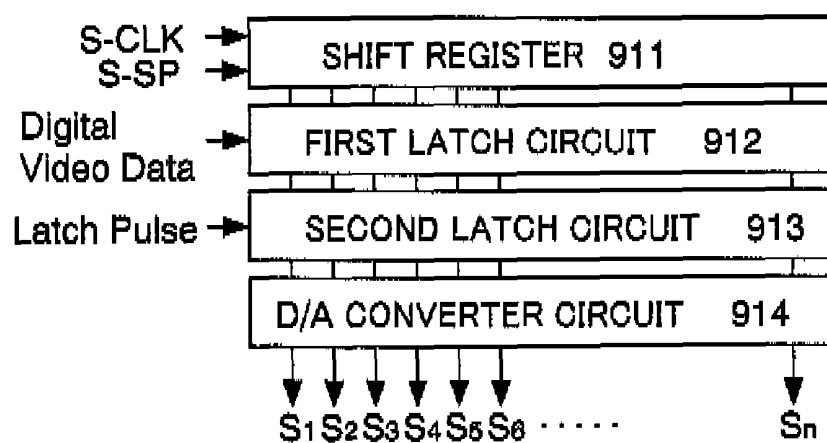 S-CLK
S-SP
SHIFT REGISTER 911
Digital
Video Data
FIRST LATCH CIRCUIT 912
Latch Pulse
SECOND LATCH CIRCUIT 913
D/A CONVERTER CIRCUIT 914
S1 S2 S3 S4 S5 S6 ..... Sn